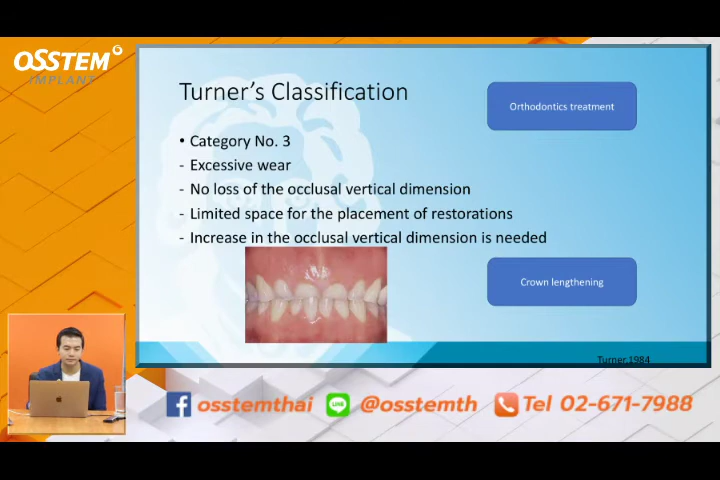 OSSTEM
IMPLANT
Turner's Classification
Orthodontics treatment
• Category No. 3
- Excessive wear
- No loss of the occlusal vertical dimension
- Limited space for the placement of restorations
- Increase in the occlusal vertical dimension is needed
Crown lengthening
Turner,1984
osstemthai
LINE
@osstemth
Tel 02-671-7988